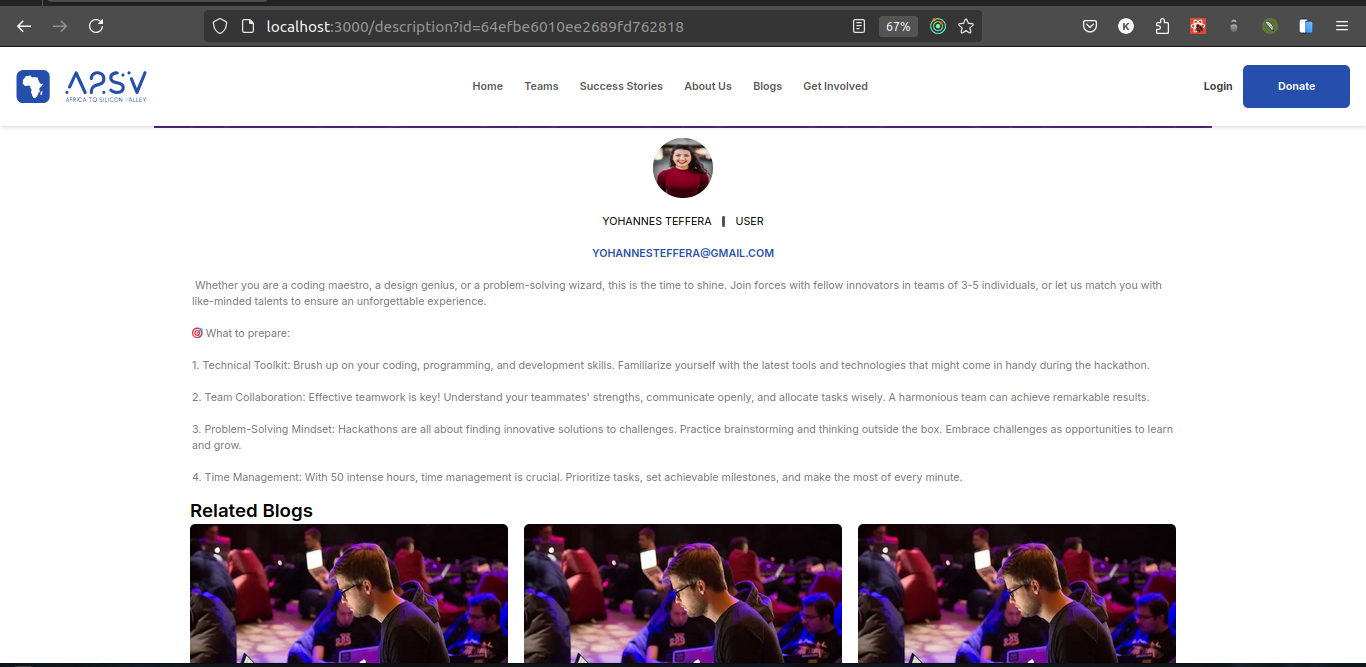 localhost:3000/description?id=64efbe6010ee2689fd762818
67%
K
A2SV
AFRICA TO SILICON VALLEY
Home Teams Success Stories About Us Blogs Get Involved
Login Donate
YOHANNES TEFFERA | USER
YOHANNESTEFFERA@GMAIL.COM
Whether you are a coding maestro, a design genius, or a problem-solving wizard, this is the time to shine. Join forces with fellow innovators in teams of 3-5 individuals, or let us match you with
like-minded talents to ensure an unforgettable experience.
🎯 What to prepare:
1. Technical Toolkit: Brush up on your coding, programming, and development skills. Familiarize yourself with the latest tools and technologies that might come in handy during the hackathon.
2. Team Collaboration: Effective teamwork is key! Understand your teammates' strengths, communicate openly, and allocate tasks wisely. A harmonious team can achieve remarkable results.
3. Problem-Solving Mindset: Hackathons are all about finding innovative solutions to challenges. Practice brainstorming and thinking outside the box. Embrace challenges as opportunities to learn
and grow.
4. Time Management: With 50 intense hours, time management is crucial. Prioritize tasks, set achievable milestones, and make the most of every minute.
Related Blogs